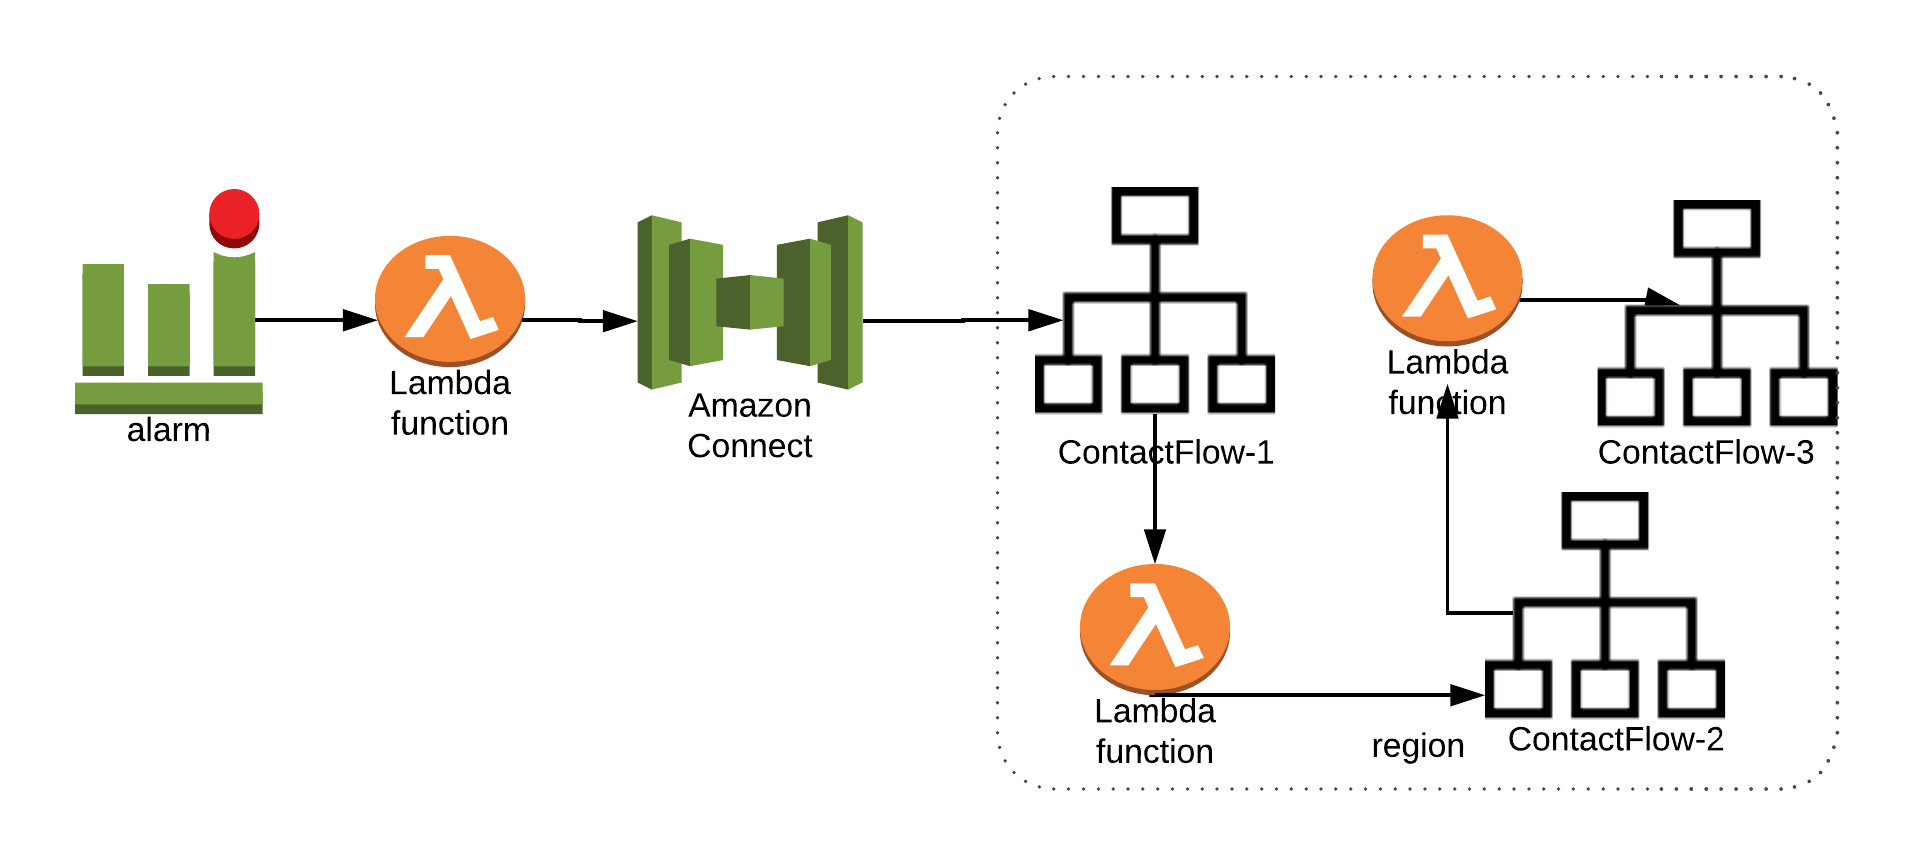 alarm
Lambda
function
Amazon
Connect
ContactFlow-1
Lambda
function
region
ContactFlow-2
Lambda
function
ContactFlow-3